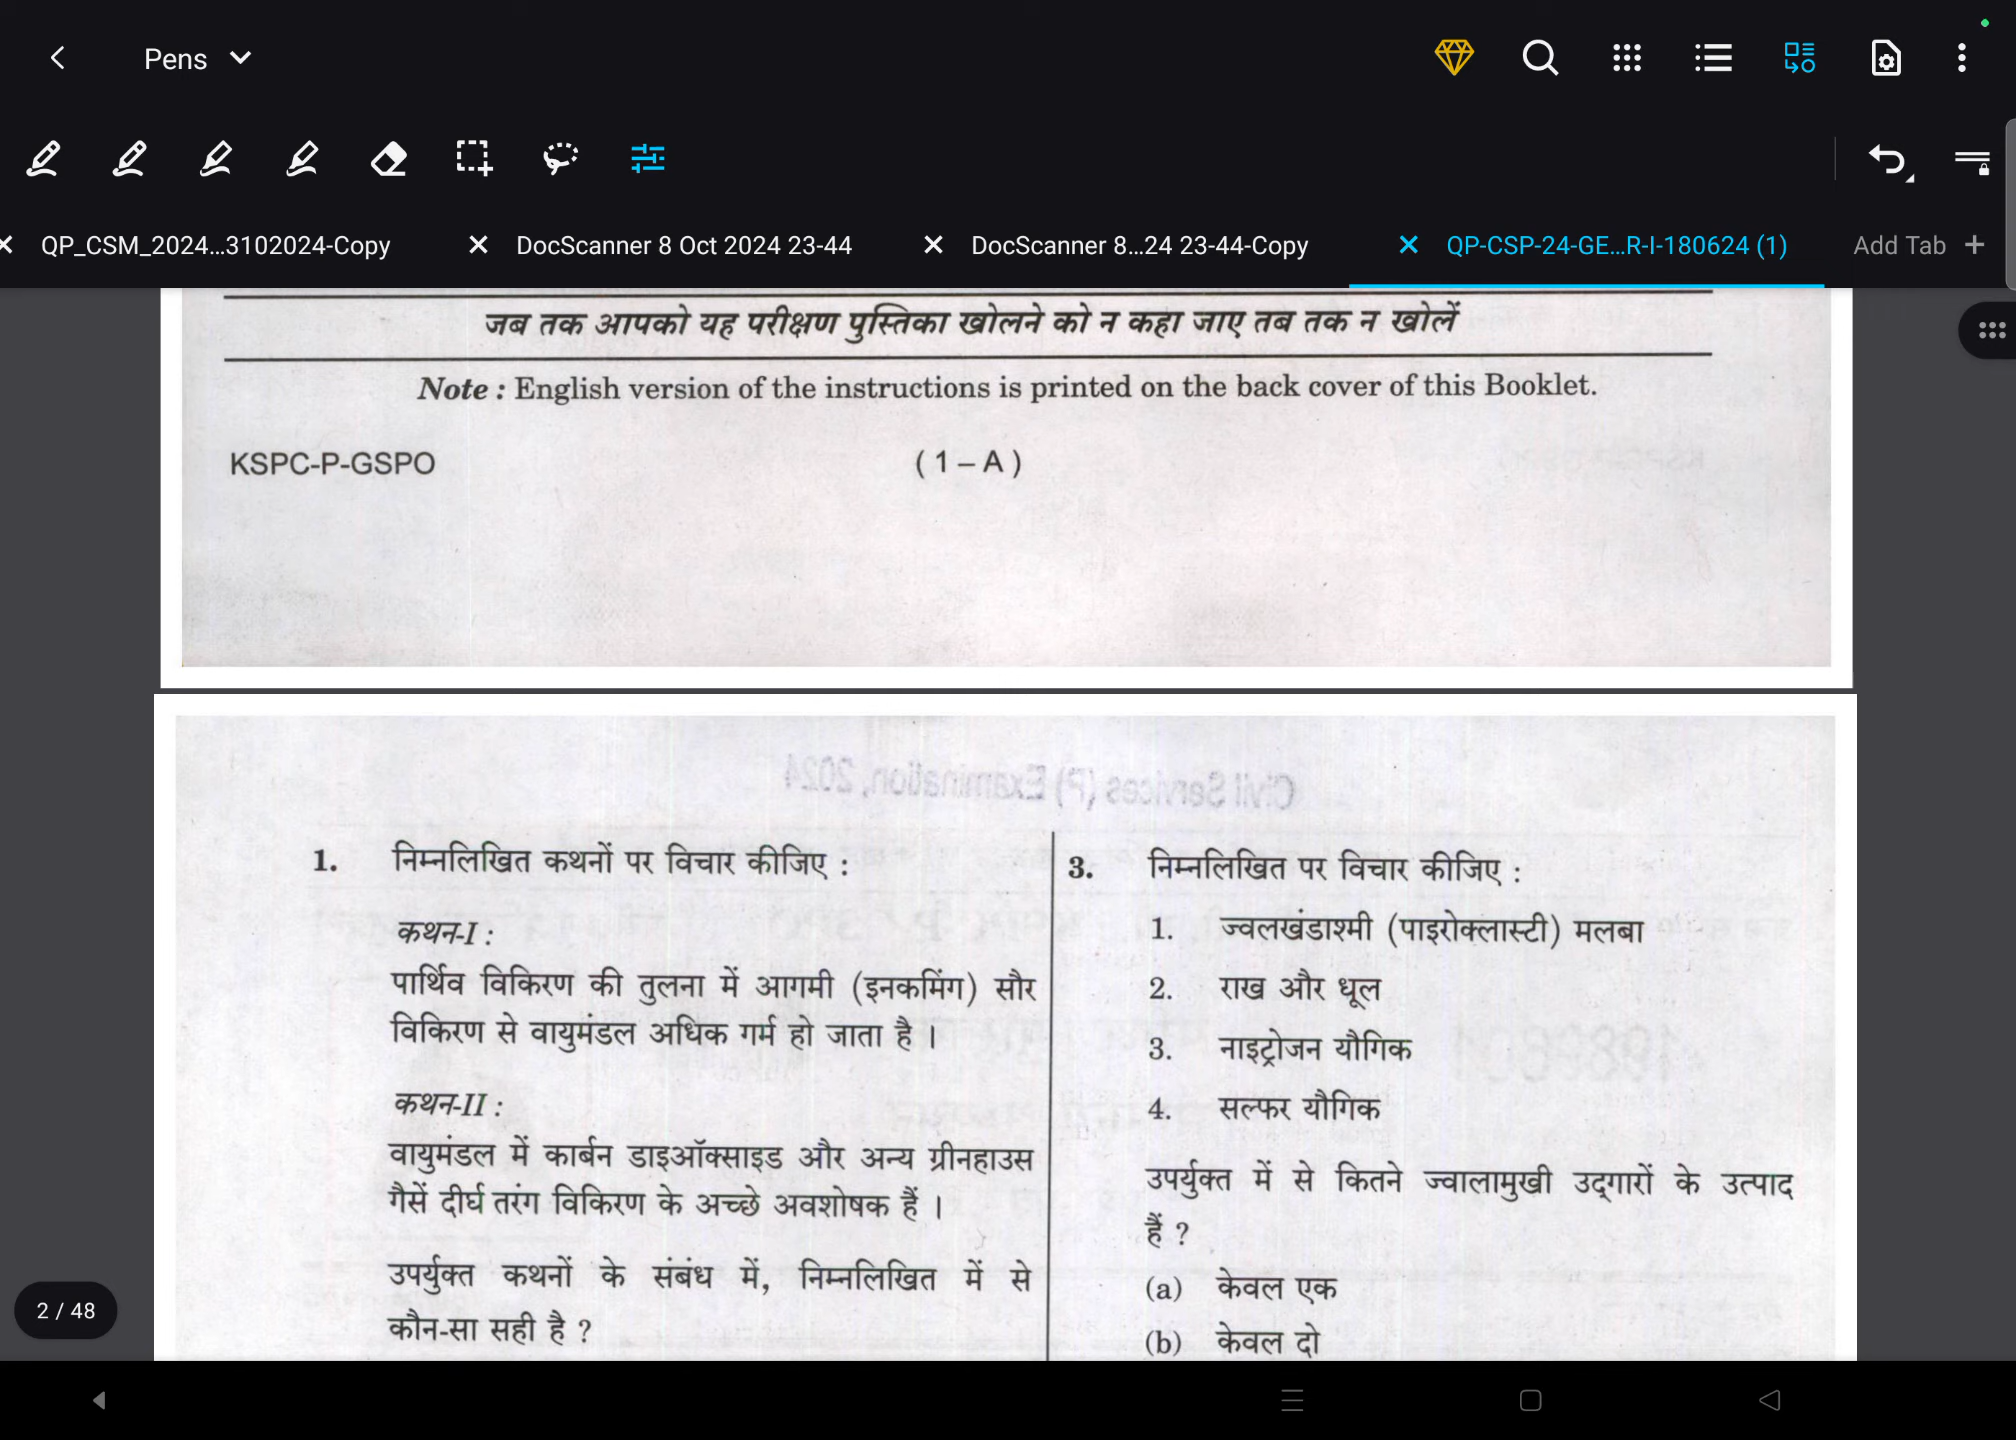 Pens
QP_CSM_2024...3102024-Copy
DocScanner 8 Oct 2024 23-44
DocScanner 8...24 23-44-Copy
QP-CSP-24-GE...R-I-180624 (1)
Add Tab +
जब तक आपको यह परीक्षण पुस्तिका खोलने को न कहा जाए तब तक न खोलें
Note : English version of the instructions is printed on the back cover of this Booklet.
KSPC-P-GSPO
( 1 – A )
Civil Services (P) Examination, 2024
1. निम्नलिखित कथनों पर विचार कीजिए :
कथन-I :
पार्थिव विकिरण की तुलना में आगमी (इनकमिंग) सौर
विकिरण से वायुमंडल अधिक गर्म हो जाता है ।
कथन-II :
वायुमंडल में कार्बन डाइऑक्साइड और अन्य ग्रीनहाउस
गैसें दीर्घ तरंग विकिरण के अच्छे अवशोषक हैं ।
उपर्युक्त कथनों के संबंध में, निम्नलिखित में से
कौन-सा सही है ?
3. निम्नलिखित पर विचार कीजिए :
1. ज्वलखंडाश्मी (पाइरोक्लास्टी) मलबा
2. राख और धूल
3. नाइट्रोजन यौगिक
4. सल्फर यौगिक
उपर्युक्त में से कितने ज्वालामुखी उद्‌गारों के उत्पाद
हैं ?
(a) केवल एक
(b) केवल दो
2 / 48